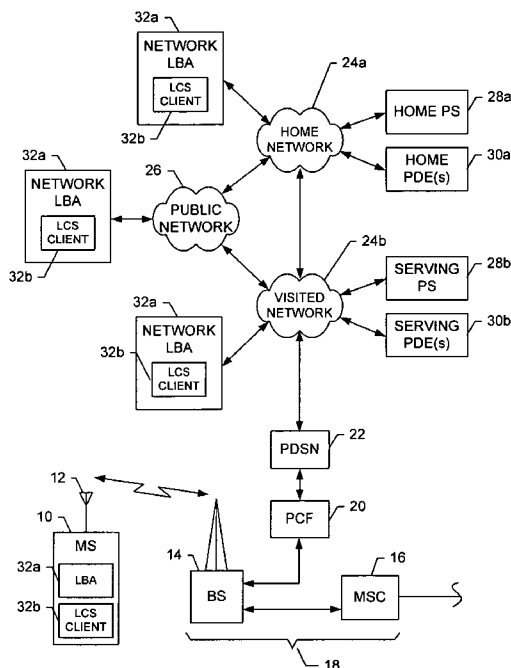 32a
NETWORK
LBA
LCS
CLIENT
32b
24a
HOME
NETWORK
28a
HOME PS
30a
HOME
PDE(s)
32a
NETWORK
LBA
LCS
CLIENT
32b
26
PUBLIC
NETWORK
24b
VISITED
NETWORK
28b
SERVING
PS
30b
SERVING
PDE(s)
32a
NETWORK
LBA
32b
LCS
CLIENT
22
PDSN
20
PCF
12
10
MS
32a
LBA
32b
LCS
CLIENT
14
BS
16
MSC
18